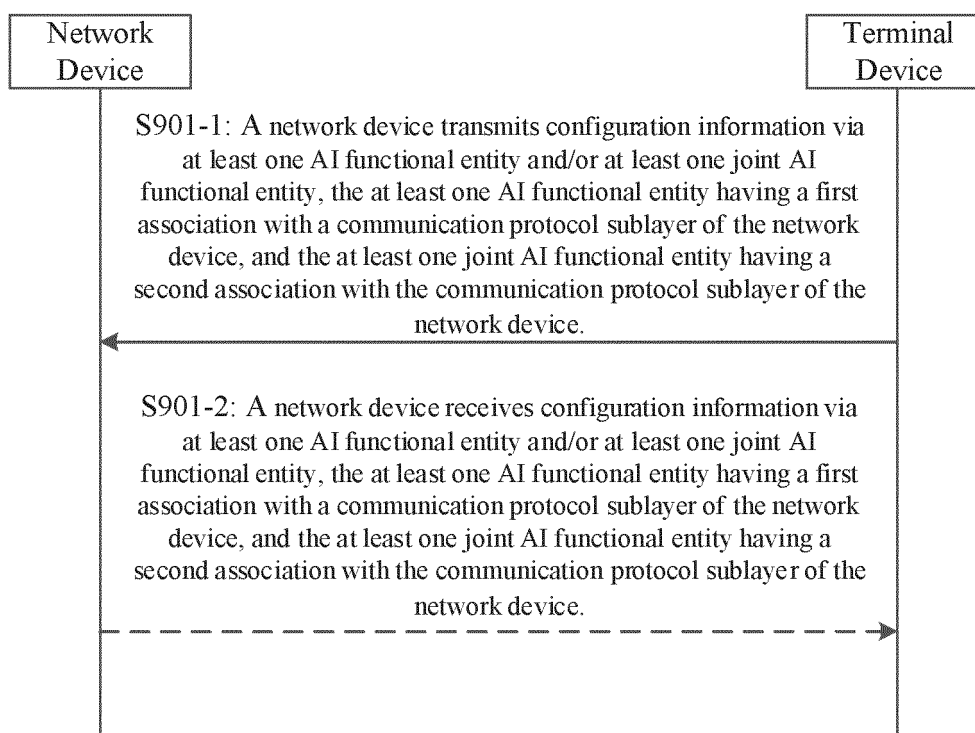 Network
Device
Terminal
Device
S901-1: A network device transmits configuration information via
at least one AI functional entity and/or at least one joint AI
functional entity, the at least one AI functional entity having a first
association with a communication protocol sublayer of the network
device, and the at least one joint AI functional entity having a
second association with the communication protocol sublayer of the
network device.
S901-2: A network device receives configuration information via
at least one AI functional entity and/or at least one joint AI
functional entity, the at least one AI functional entity having a first
association with a communication protocol sublayer of the network
device, and the at least one joint AI functional entity having a
second association with the communication protocol sublayer of the
network device.